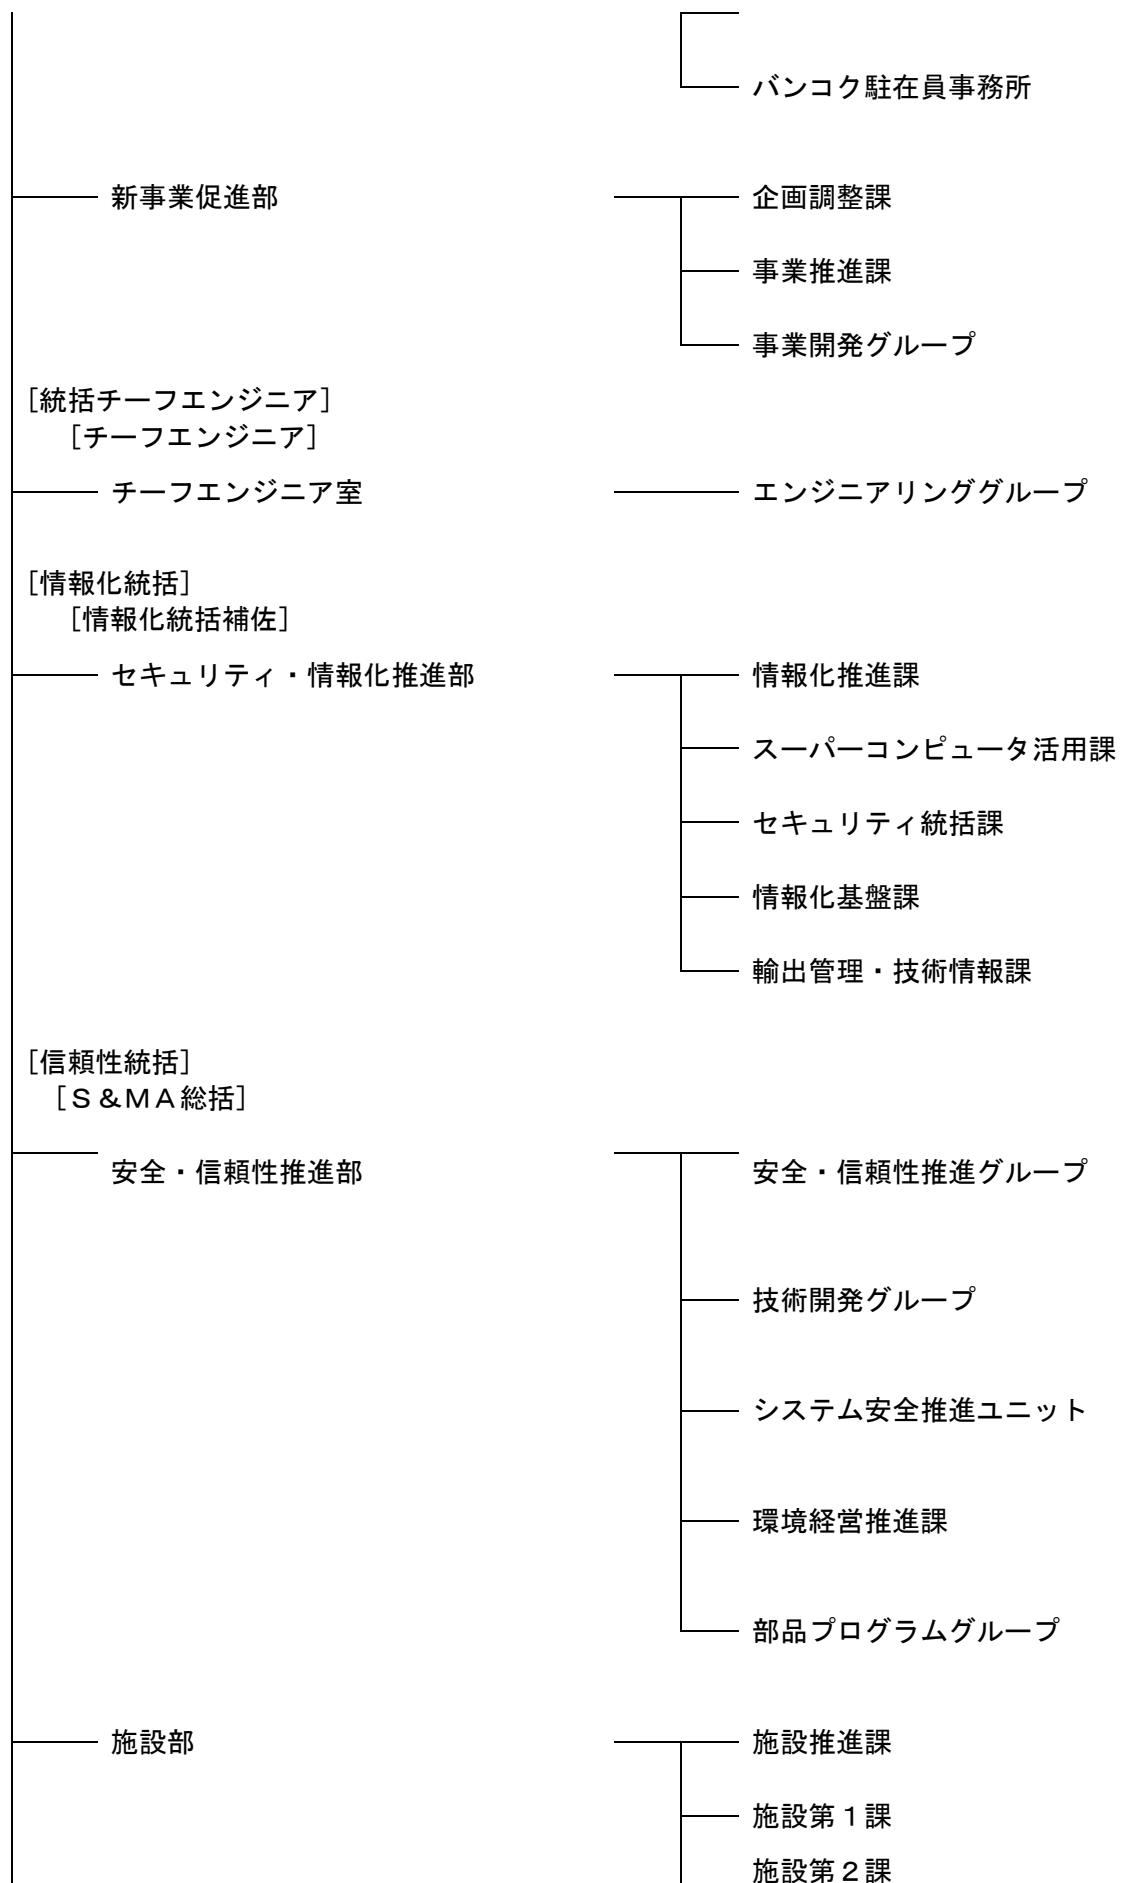 バンコク駐在員事務所
新事業促進部
企画調整課
事業推進課
事業開発グループ
［統括チーフエンジニア］
［チーフエンジニア］
チーフエンジニア室
エンジニアリンググループ
［情報化統括］
［情報化統括補佐］
セキュリティ・情報化推進部
情報化推進課
スーパーコンピュータ活用課
セキュリティ統括課
情報化基盤課
輸出管理・技術情報課
［信頼性統括］
［Ｓ＆ＭＡ総括］
安全・信頼性推進部
安全・信頼性推進グループ
技術開発グループ
システム安全推進ユニット
環境経営推進課
部品プログラムグループ
施設部
施設推進課
施設第１課
施設第２課